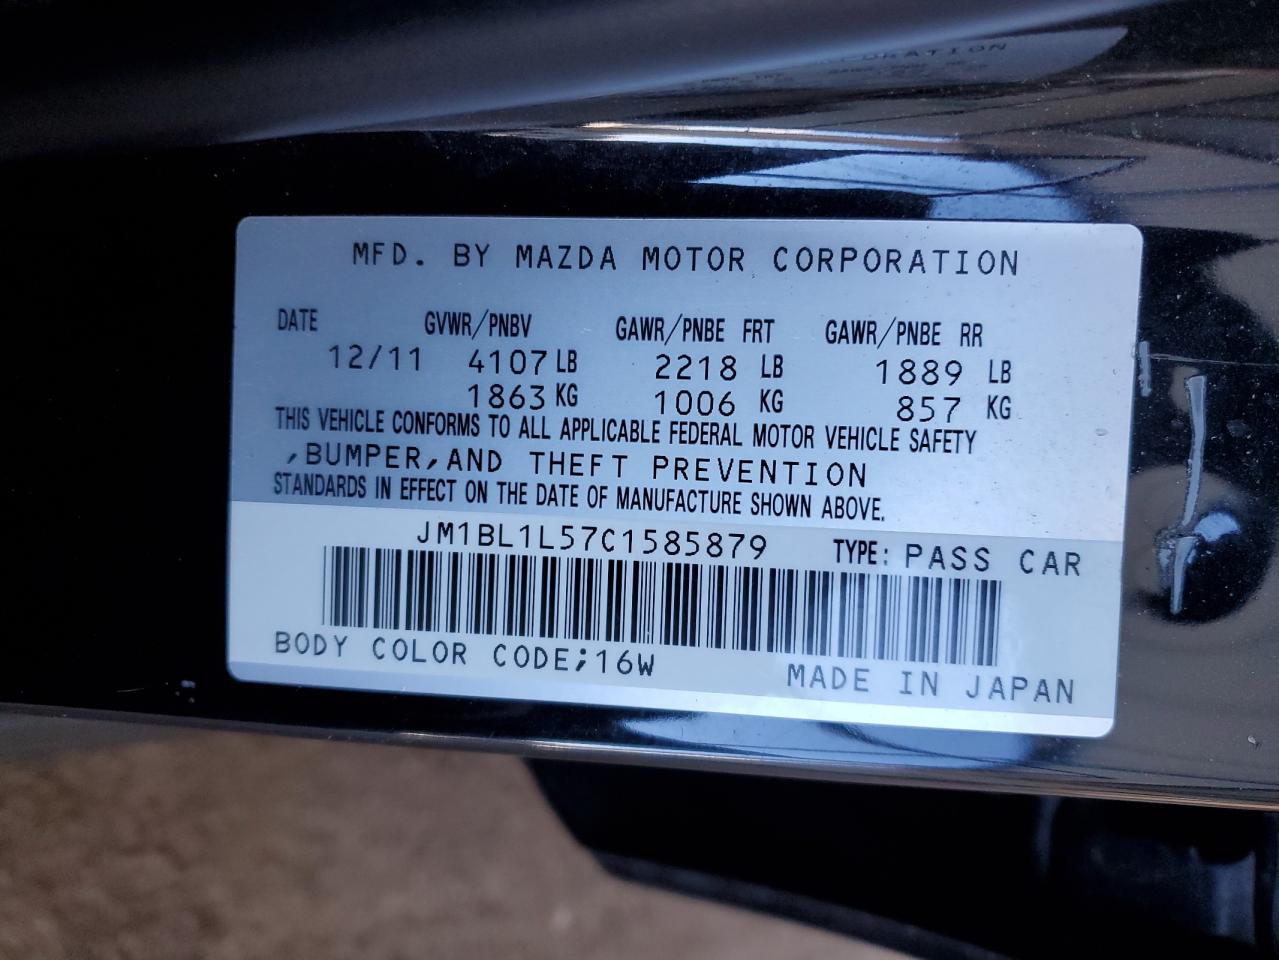 MFD. BY MAZDA MOTOR CORPORATION
DATE GVWR/PNBV GAWR/PNBE FRT GAWR/PNBE RR
12/11 4107 LB 2218 LB 1889 LB
1863 KG 1006 KG 857 KG
THIS VEHICLE CONFORMS TO ALL APPLICABLE FEDERAL MOTOR VEHICLE SAFETY
,BUMPER,AND THEFT PREVENTION
STANDARDS IN EFFECT ON THE DATE OF MANUFACTURE SHOWN ABOVE.
JM1BL1L57C1585879 TYPE: PASS CAR
BODY COLOR CODE;16W
MADE IN JAPAN